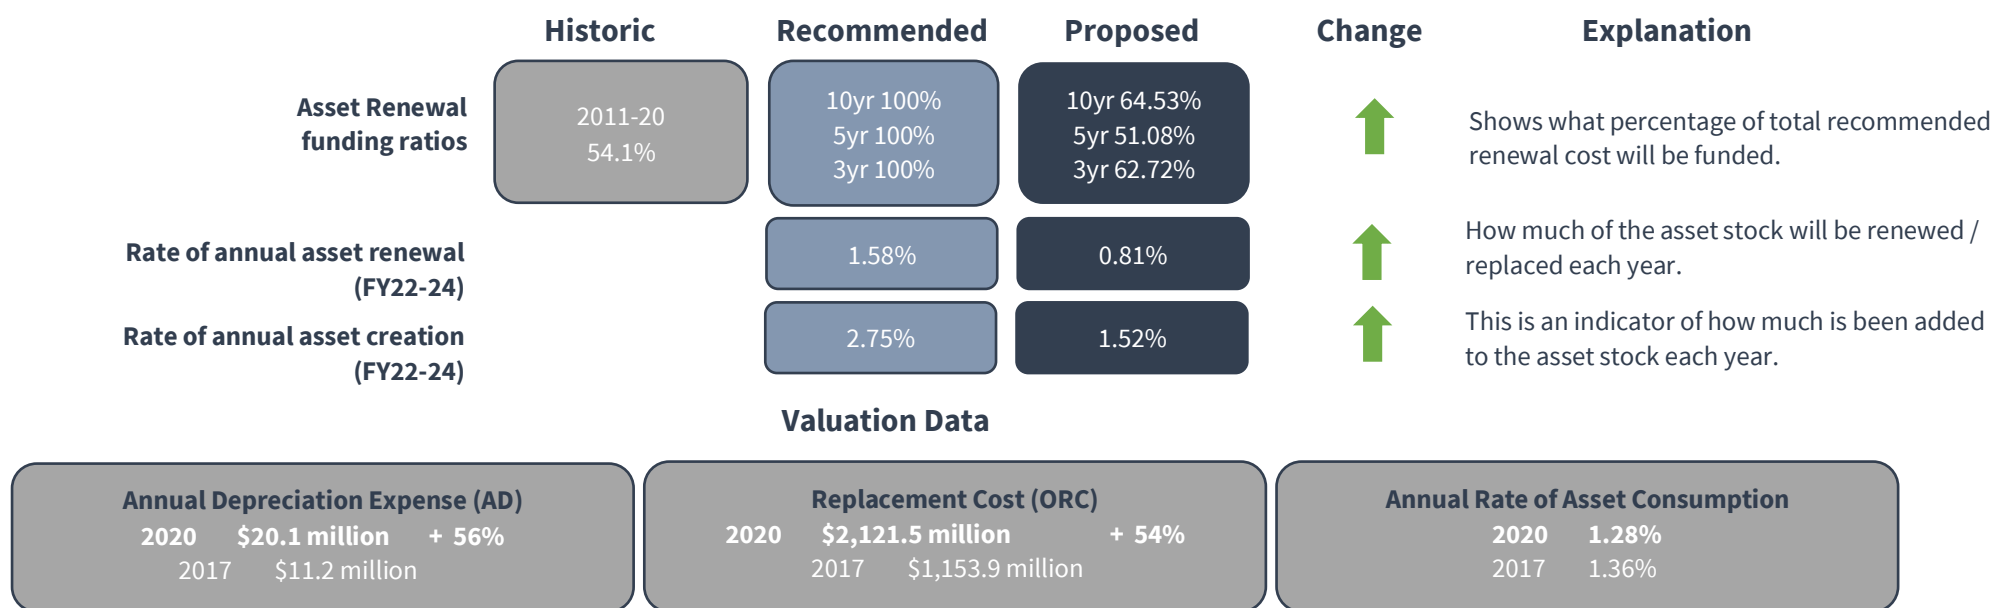 Historic Recommended Proposed Change Explanation
Asset Renewal
funding ratios
2011-20
54.1%
10yr 100%
5yr 100%
3yr 100%
10yr 64.53%
5yr 51.08%
3yr 62.72%
Shows what percentage of total recommended
renewal cost will be funded.
Rate of annual asset renewal
(FY22-24)
1.58%
0.81%
How much of the asset stock will be renewed /
replaced each year.
Rate of annual asset creation
(FY22-24)
2.75%
1.52%
This is an indicator of how much is been added
to the asset stock each year.
Valuation Data
Annual Depreciation Expense (AD)
2020 $20.1 million + 56%
2017 $11.2 million
Replacement Cost (ORC)
2020 $2,121.5 million + 54%
2017 $1,153.9 million
Annual Rate of Asset Consumption
2020 1.28%
2017 1.36%